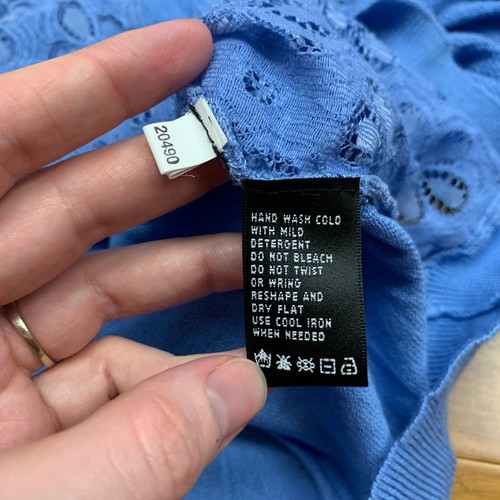 20490
HAND WASH COLD
WITH MILD
DETERGENT
DO NOT BLEACH
DO NOT TWIST
OR WRING
RESHAPE AND
DRY FLAT
USE COOL IRON
WHEN NEEDED